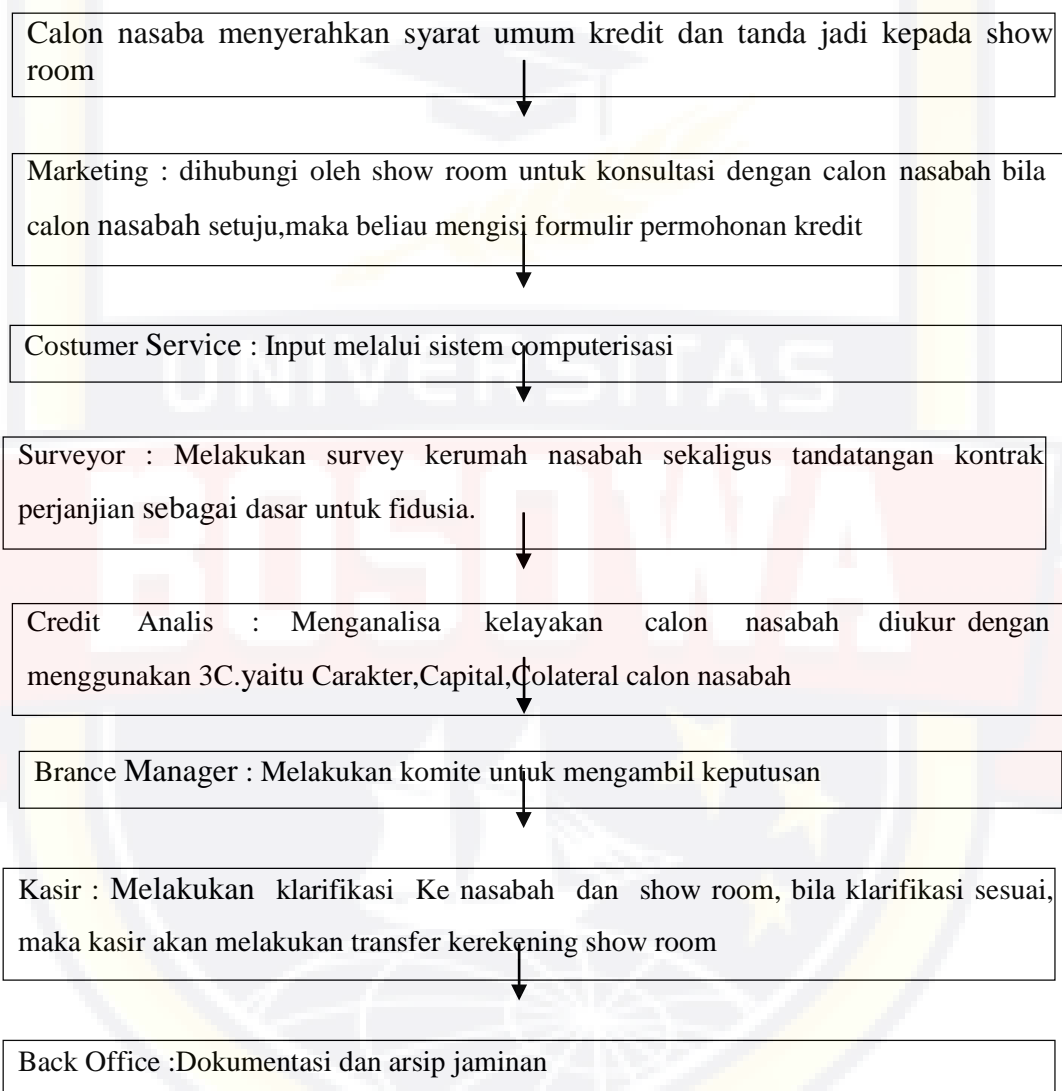 Calon nasaba menyerahkan syarat umum kredit dan tanda jadi kepada show
room
Marketing : dihubungi oleh show room untuk konsultasi dengan calon nasabah bila
calon nasabah setuju,maka beliau mengisi formulir permohonan kredit
Costumer Service : Input melalui sistem computerisasi
UNIVERSITAS
Surveyor : Melakukan survey kerumah nasabah sekaligus tandatangan kontrak
perjanjian sebagai dasar untuk fidusia.
BOSOWA
Credit Analis : Menganalisa kelayakan calon nasabah diukur dengan
menggunakan 3C.yaitu Carakter,Capital,Colateral calon nasabah
Brance Manager : Melakukan komite untuk mengambil keputusan
Kasir : Melakukan klarifikasi Ke nasabah dan show room, bila klarifikasi sesuai,
maka kasir akan melakukan transfer kerekening show room
Back Office :Dokumentasi dan arsip jaminan